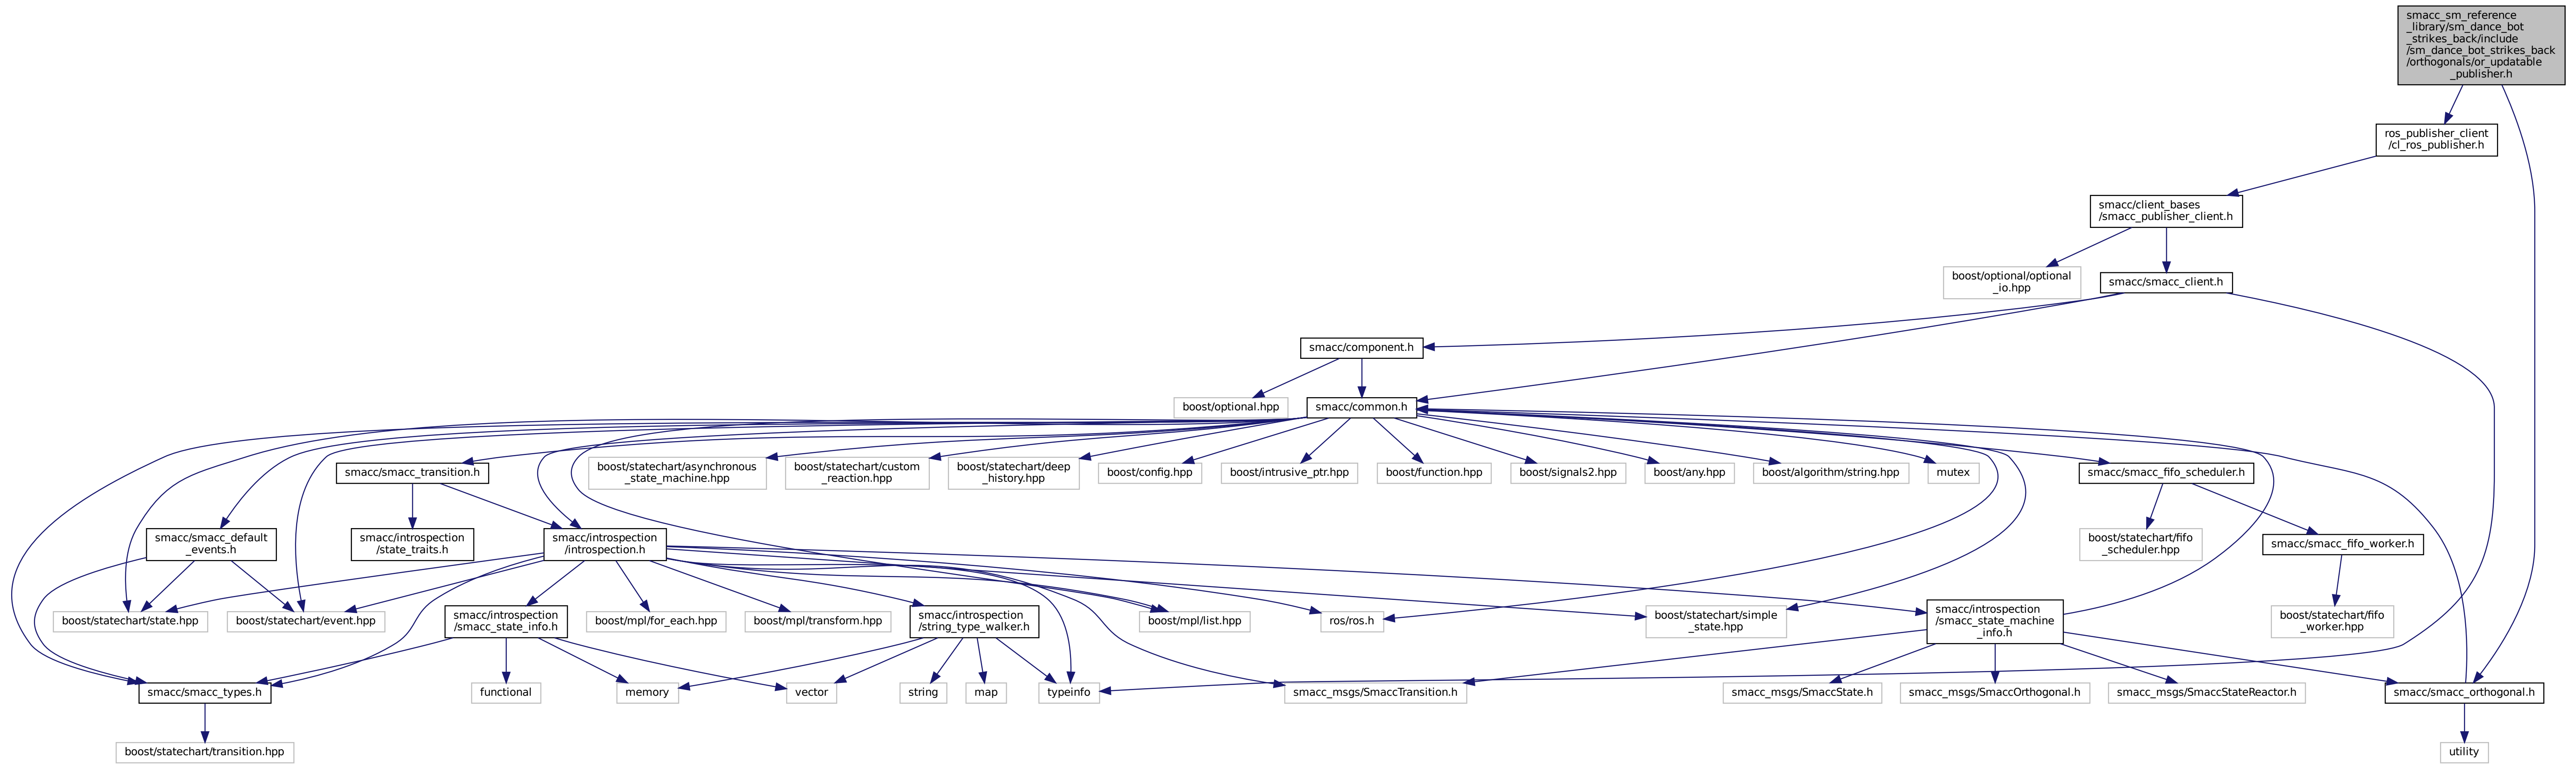 smacc_sm_reference
_library/sm_dance_bot
_strikes_back/include
/sm_dance_bot_strikes_back
/orthogonals/or_updatable
_publisher.h
ros_publisher_client
/cl_ros_publisher.h
smacc/client_bases
/smacc_publisher_client.h
boost/optional/optional
_io.hpp
smacc/smacc_client.h
smacc/component.h
boost/optional.hpp
smacc/common.h
smacc/smacc_transition.h
boost/statechart/asynchronous
_state_machine.hpp
boost/statechart/custom
_reaction.hpp
boost/statechart/deep
_history.hpp
boost/config.hpp
boost/intrusive_ptr.hpp
boost/function.hpp
boost/signals2.hpp
boost/any.hpp
boost/algorithm/string.hpp
mutex
smacc/smacc_fifo_scheduler.h
smacc/smacc_default
_events.h
smacc/introspection
/state_traits.h
smacc/introspection
/introspection.h
boost/statechart/fifo
_scheduler.hpp
smacc/smacc_fifo_worker.h
boost/statechart/state.hpp
boost/statechart/event.hpp
smacc/introspection
/smacc_state_info.h
boost/mpl/for_each.hpp
boost/mpl/transform.hpp
smacc/introspection
/string_type_walker.h
boost/mpl/list.hpp
ros/ros.h
boost/statechart/simple
_state.hpp
smacc/introspection
/smacc_state_machine
_info.h
boost/statechart/fifo
_worker.hpp
smacc/smacc_types.h
functional
memory
vector
string
map
typeinfo
smacc_msgs/SmaccTransition.h
smacc_msgs/SmaccState.h
smacc_msgs/SmaccOrthogonal.h
smacc_msgs/SmaccStateReactor.h
smacc/smacc_orthogonal.h
boost/statechart/transition.hpp
utility